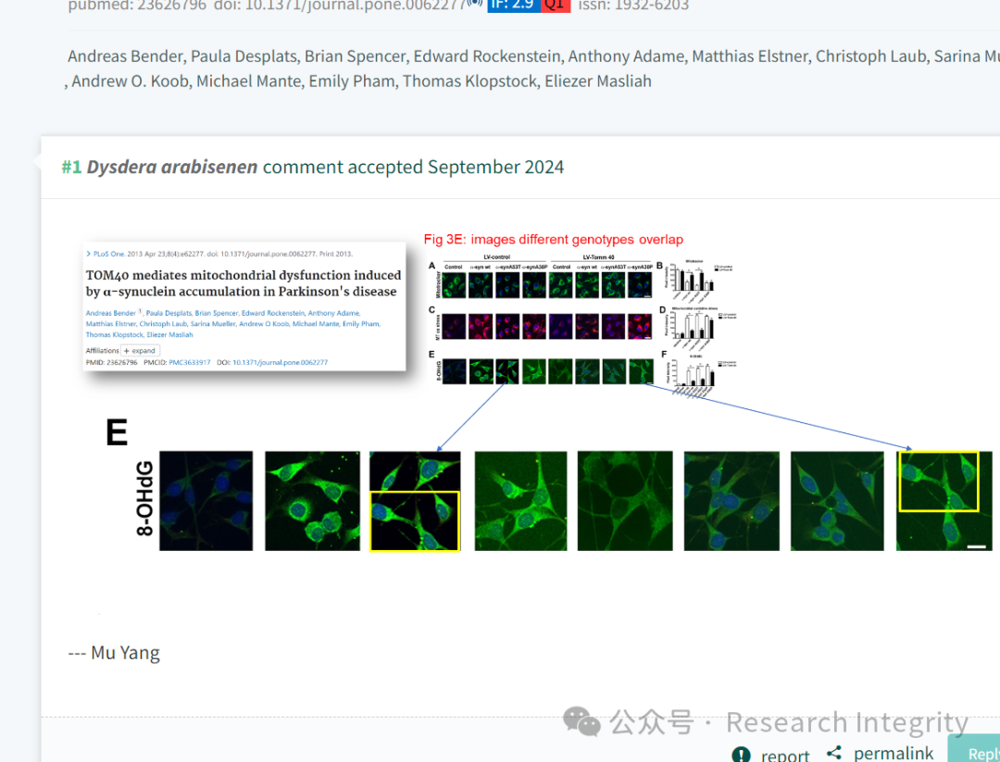 pubmed: 23626796 doi: 10.1371/journal.pone.0062277 IF: 2.9 Q1 issn: 1932-6203
Andreas Bender, Paula Desplats, Brian Spencer, Edward Rockenstein, Anthony Adame, Matthias Elstner, Christoph Laub, Sarina Mu
, Andrew O. Koob, Michael Mante, Emily Pham, Thomas Klopstock, Eliezer Masliah
#1 Dysdera arabisenen comment accepted September 2024
PLoS One. 2013 Apr 23;8(4):e62277. doi: 10.1371/journal.pone.0062277. Print 2013.
TOM40 mediates mitochondrial dysfunction induced
by α-synuclein accumulation in Parkinson's disease
Andreas Bender 1, Paula Desplats, Brian Spencer, Edward Rockenstein, Anthony Adame,
Matthias Elstner, Christoph Laub, Sarina Mueller, Andrew O Koob, Michael Mante, Emily Pham,
Thomas Klopstock, Eliezer Masliah
Affiliations + expand
PMID: 23626796 PMCID: PMC3633917 DOI: 10.1371/journal.pone.0062277
Fig 3E: images different genotypes overlap
LV-control LV-Tomm 40
A Control α-syn wt α-synA53T α-synA30P Control α-syn wt α-synA53T α-synA30P B
Mitotracker
C D
E F
8-OHdG
E
8-OHdG
--- Mu Yang
公众号 · Research Integrity
report permalink Repl